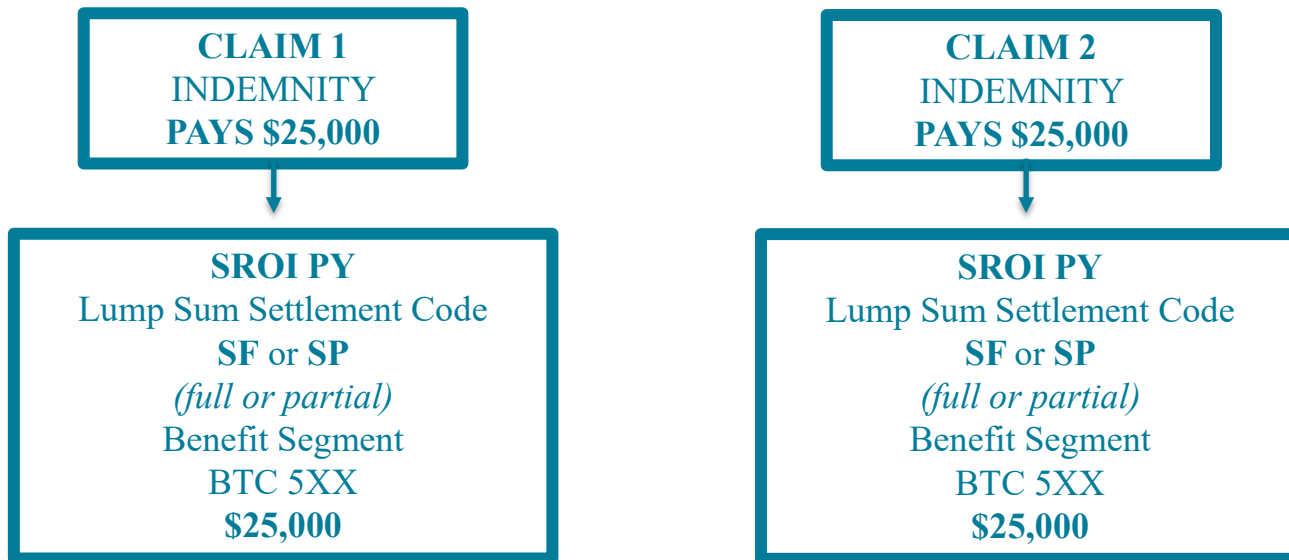 CLAIM 1
INDEMNITY
PAYS $25,000
SROI PY
Lump Sum Settlement Code
SF or SP
(full or partial)
Benefit Segment
BTC 5XX
$25,000
CLAIM 2
INDEMNITY
PAYS $25,000
SROI PY
Lump Sum Settlement Code
SF or SP
(full or partial)
Benefit Segment
BTC 5XX
$25,000